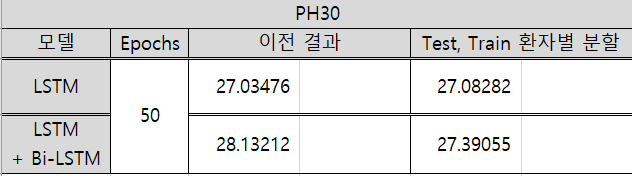 PH30
모델 Epochs 이전 결과 Test, Train 환자별 분할
LSTM 50 27.03476 27.08282
LSTM
+ Bi-LSTM 28.13212 27.39055